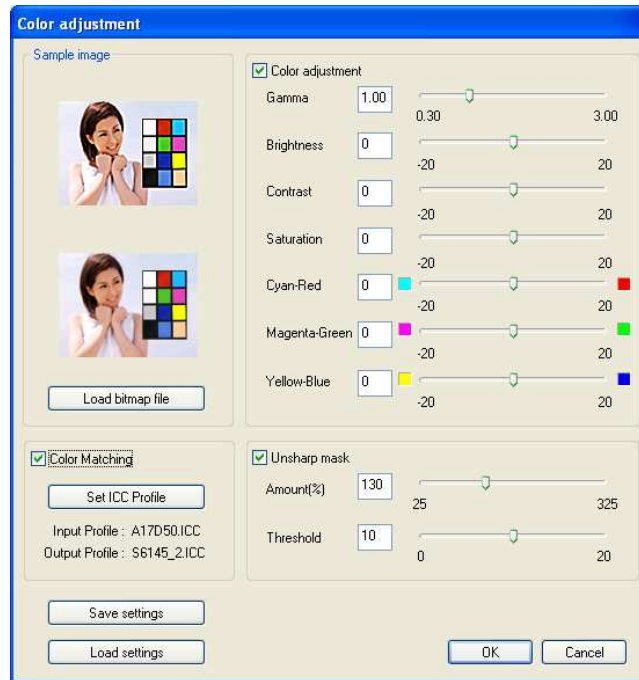 Color adjustment
Sample image
Load bitmap file
Color adjustment
Gamma 1.00
0.30 3.00
Brightness 0
-20 20
Contrast 0
-20 20
Saturation 0
-20 20
Cyan-Red 0
-20 20
Magenta-Green 0
-20 20
Yellow-Blue 0
-20 20
Color Matching
Set ICC Profile
Input Profile : A17D50.ICC
Output Profile : S6145_2.ICC
Unsharp mask
Amount(%) 130
25 325
Threshold 10
0 20
Save settings
Load settings
OK Cancel